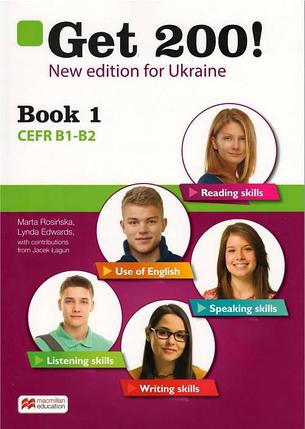 Get 200!
New edition for Ukraine
Book 1
CEFR B1-B2
Reading skills
Marta Rosińska,
Lynda Edwards,
with contributions
from Jacek Łagun
Use of English
Speaking skills
Listening skills
Writing skills
macmillan
education